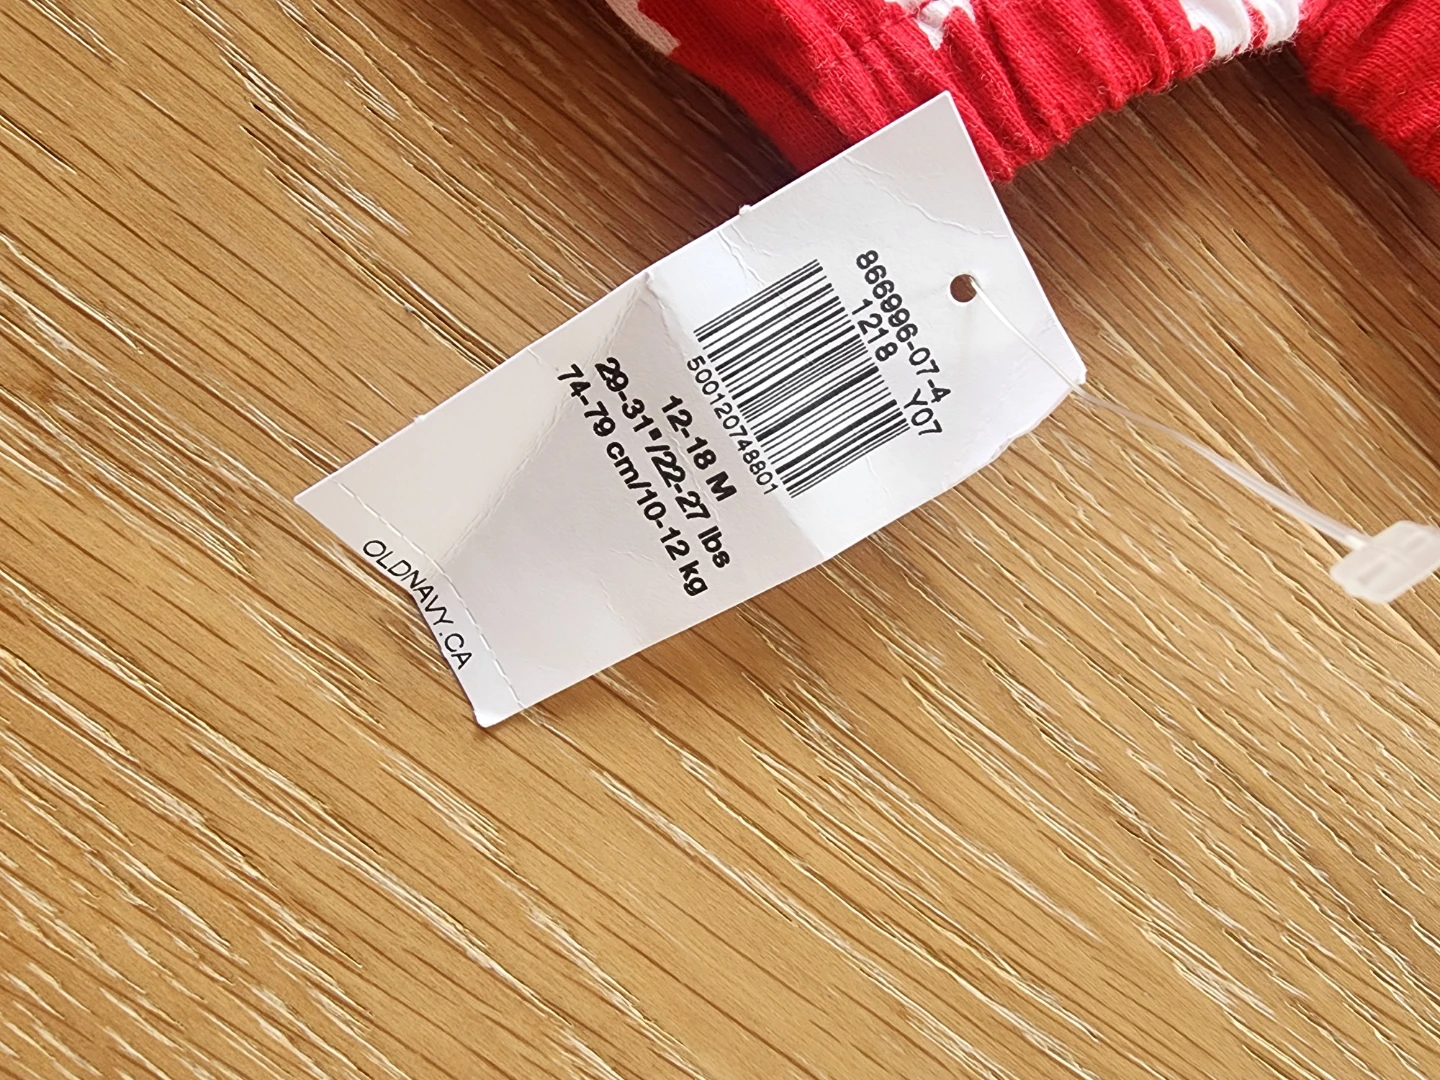 866996-07-4
1218 Y07
500120748801
12-18 M
29-31"/22-27 lbs
74-79 cm/10-12 kg
OLDNAVY.CA